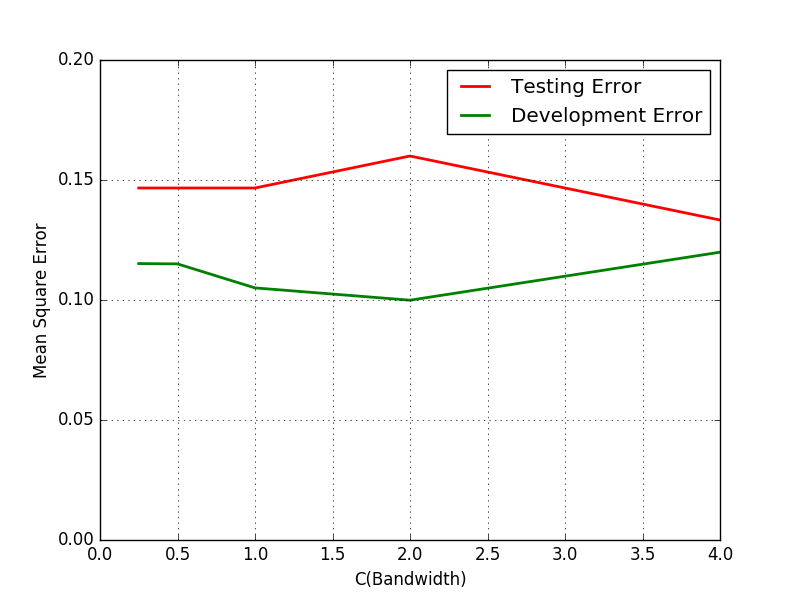 0.20
0.15
0.10
0.05
0.00
Mean Square Error
Testing Error
Development Error
0.0 0.5 1.0 1.5 2.0 2.5 3.0 3.5 4.0
C(Bandwidth)